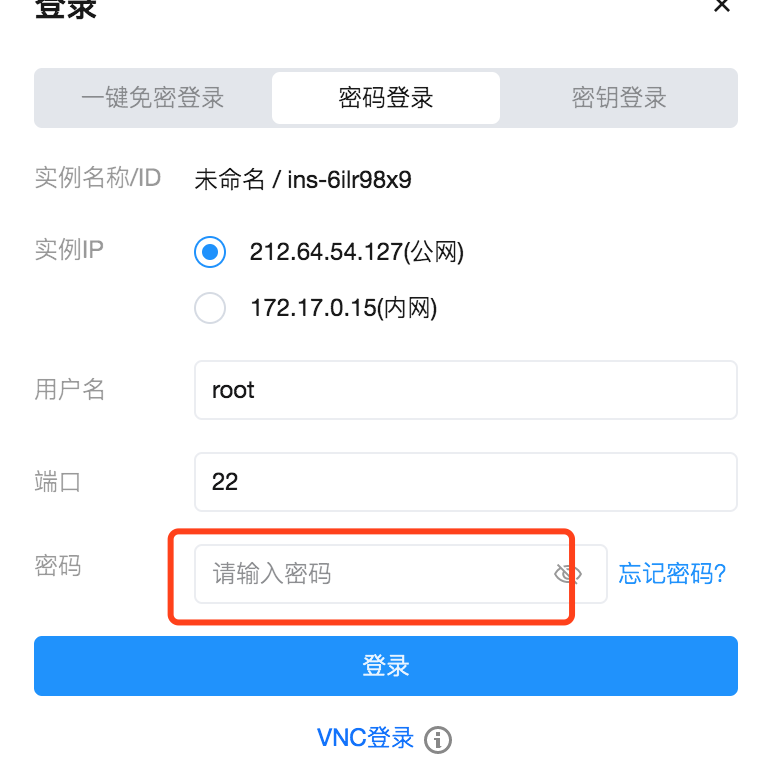 登录
一键免密登录 密码登录 密钥登录
实例名称/ID 未命名 / ins-6ilr98x9
实例IP 212.64.54.127(公网)
172.17.0.15(内网)
用户名 root
端口 22
密码 请输入密码 忘记密码?
登录
VNC登录